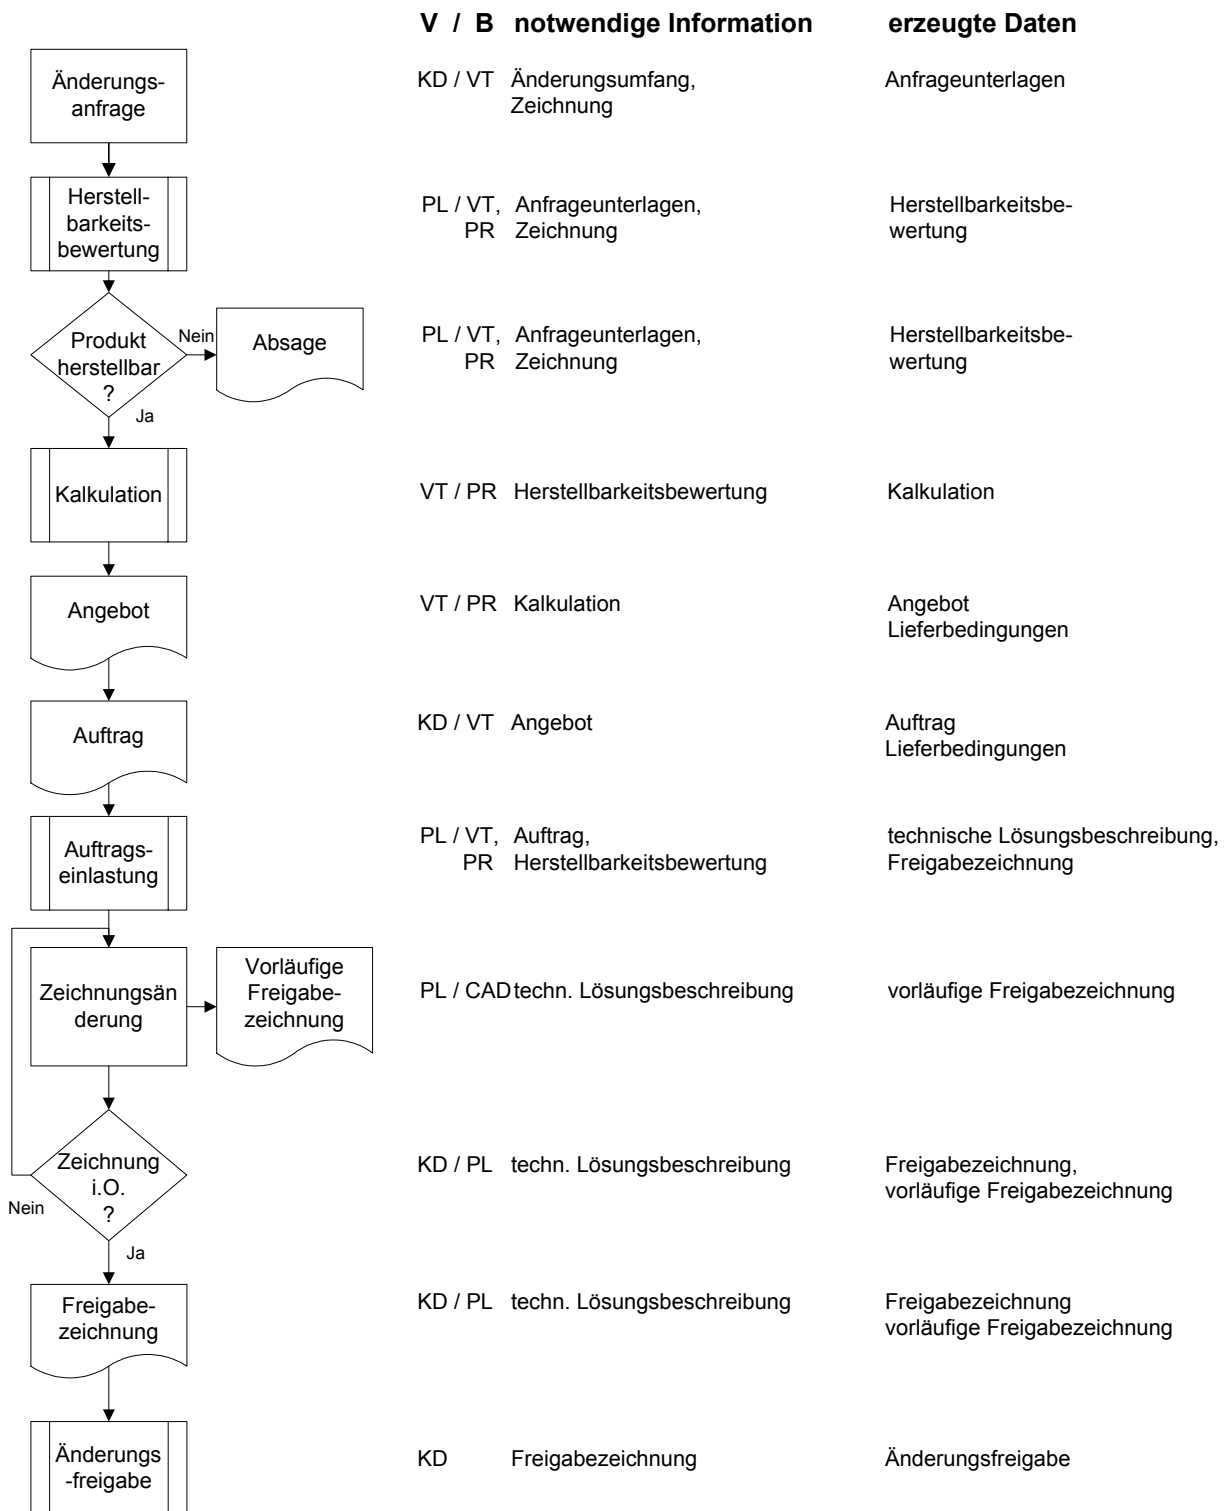 V / B notwendige Information erzeugte Daten
Änderungs-
anfrage
KD / VT Änderungsumfang,
Zeichnung
Anfrageunterlagen
Herstell-
barkeits-
bewertung
PL / VT, Anfrageunterlagen,
PR Zeichnung
Herstellbarkeitsbe-
wertung
Produkt
herstellbar
?
Nein
Ja
Absage
PL / VT, Anfrageunterlagen,
PR Zeichnung
Herstellbarkeitsbe-
wertung
Kalkulation
VT / PR Herstellbarkeitsbewertung
Kalkulation
Angebot
VT / PR Kalkulation
Angebot
Lieferbedingungen
Auftrag
KD / VT Angebot
Auftrag
Lieferbedingungen
Auftrags-
einlastung
PL / VT, Auftrag,
PR Herstellbarkeitsbewertung
technische Lösungsbeschreibung,
Freigabezeichnung
Zeichnungsän
derung
Vorläufige
Freigabe-
zeichnung
PL / CAD techn. Lösungsbeschreibung
vorläufige Freigabezeichnung
Zeichnung
i.O.
?
Nein
Ja
KD / PL techn. Lösungsbeschreibung
Freigabezeichnung,
vorläufige Freigabezeichnung
Freigabe-
zeichnung
KD / PL techn. Lösungsbeschreibung
Freigabezeichnung
vorläufige Freigabezeichnung
Änderungs
-freigabe
KD Freigabezeichnung
Änderungsfreigabe